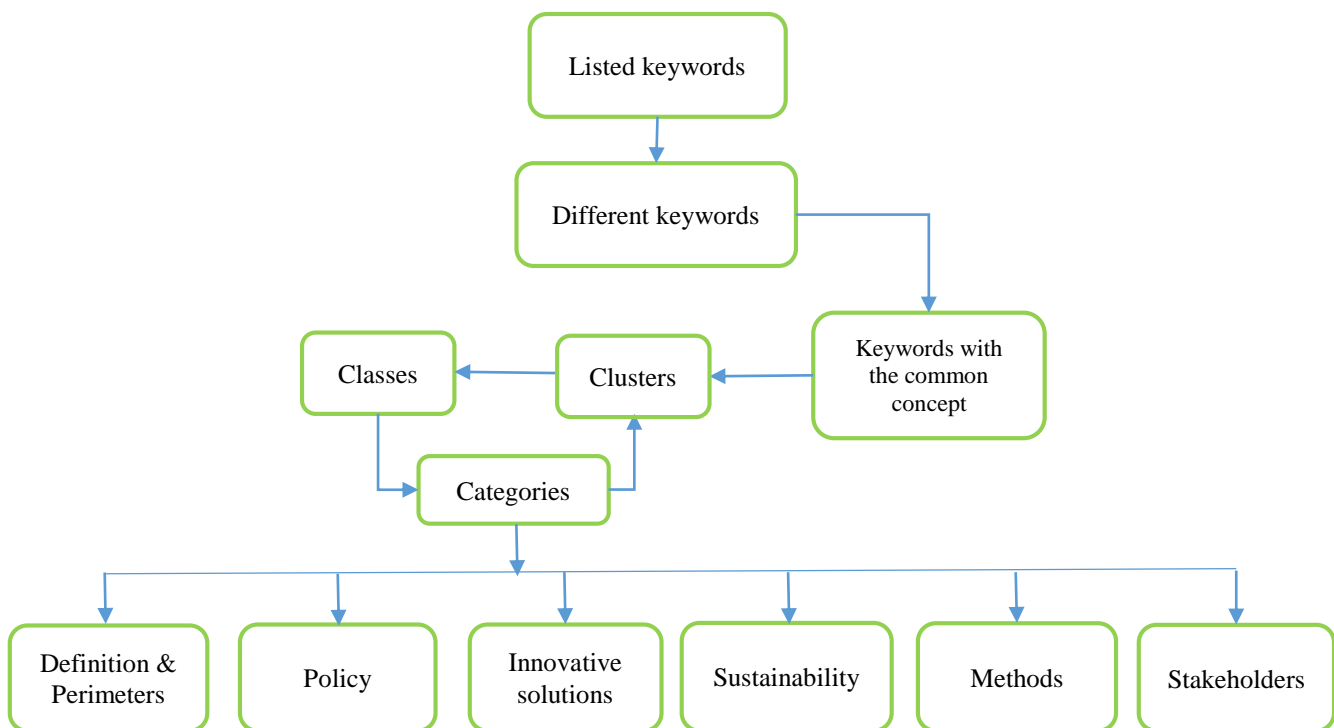 Listed keywords
Different keywords
Keywords with
the common
concept
Classes
Clusters
Categories
Definition &
Perimeters
Policy
Innovative
solutions
Sustainability
Methods
Stakeholders